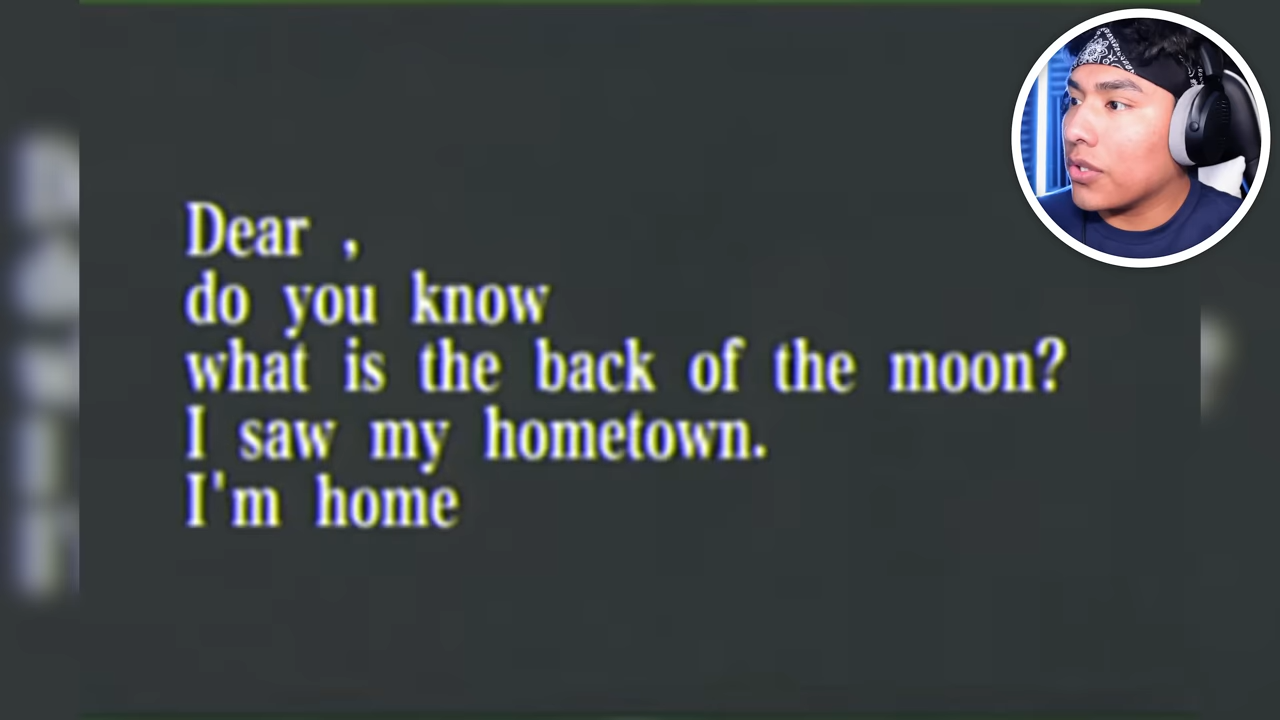 Dear ,
do you know
what is the back of the moon?
I saw my hometown.
I'm home